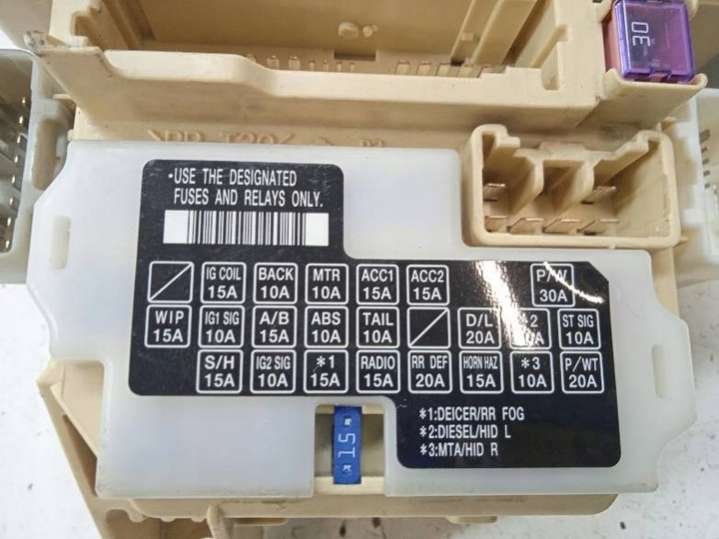 30
·USE THE DESIGNATED
FUSES AND RELAYS ONLY.
IG COIL 15A BACK 10A MTR 10A ACC1 15A ACC2 15A P/W 30A
WIP 15A IG1 SIG 10A A/B 15A ABS 10A TAIL 10A D/L 20A ST SIG 10A
S/H 15A IG2 SIG 10A *1 15A RADIO 15A RR DEF 20A HORN HAZ 15A *3 10A P/WT 20A
*1:DEICER/RR FOG
*2:DIESEL/HID L
*3:MTA/HID R
15